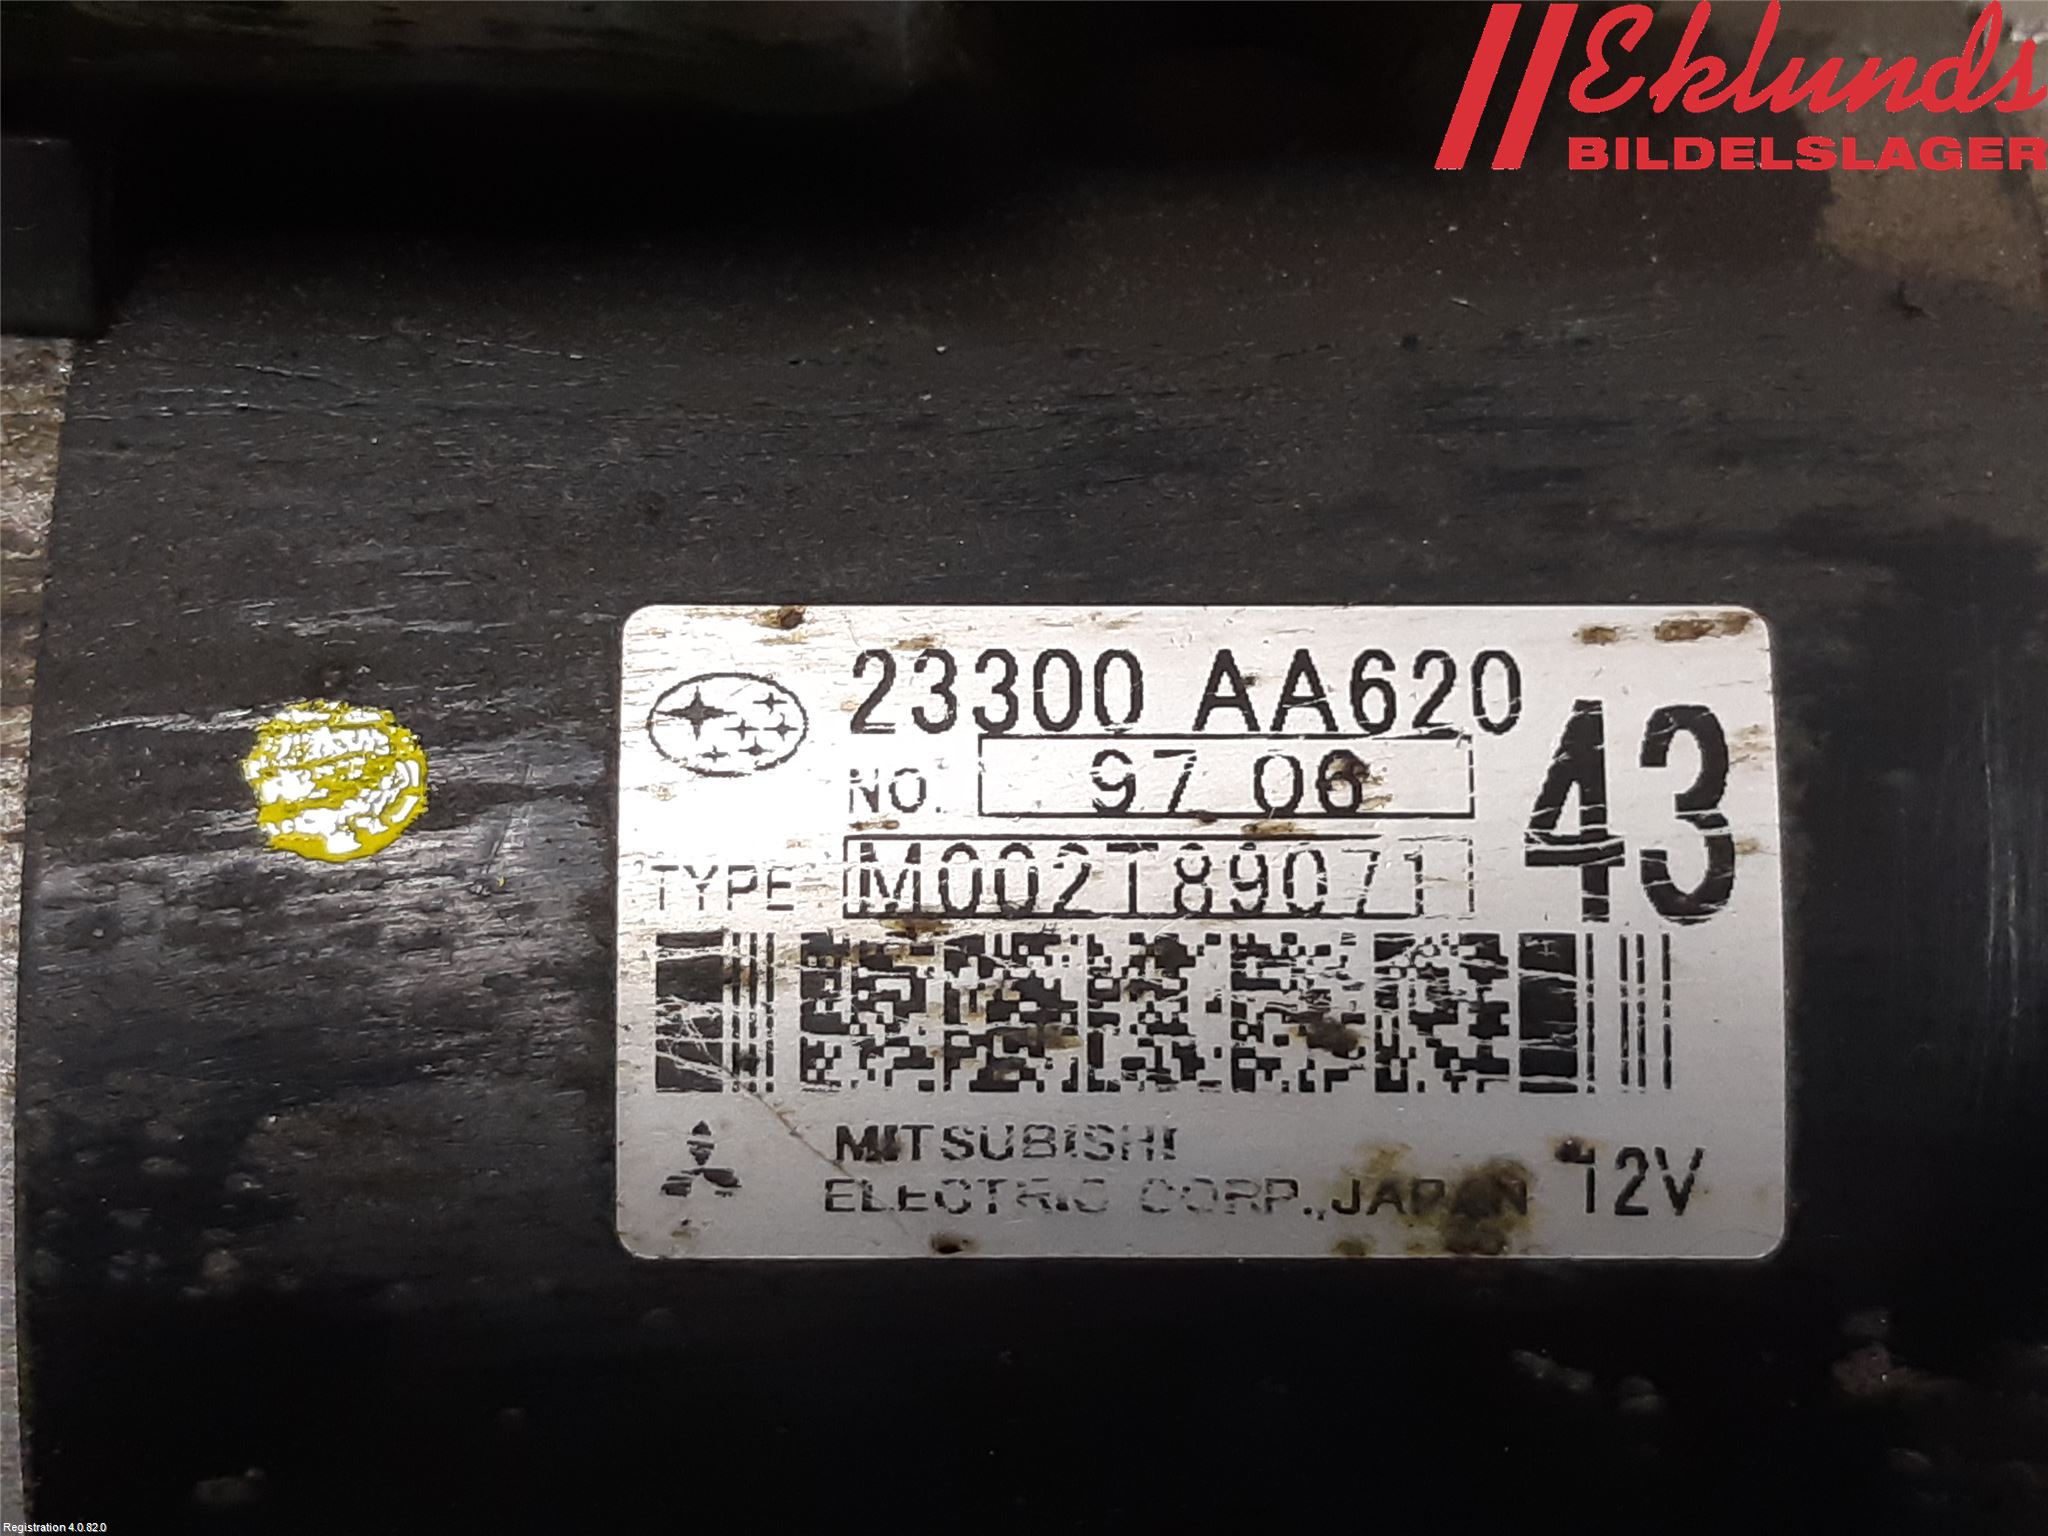 Eklunds
BILDELSLAGER
23300 AA620
43
NO. 97 06
TYPE M002T89071
MITSUBISHI
ELECTRIC CORP., JAPAN 12V
Registration 4.0.82.0